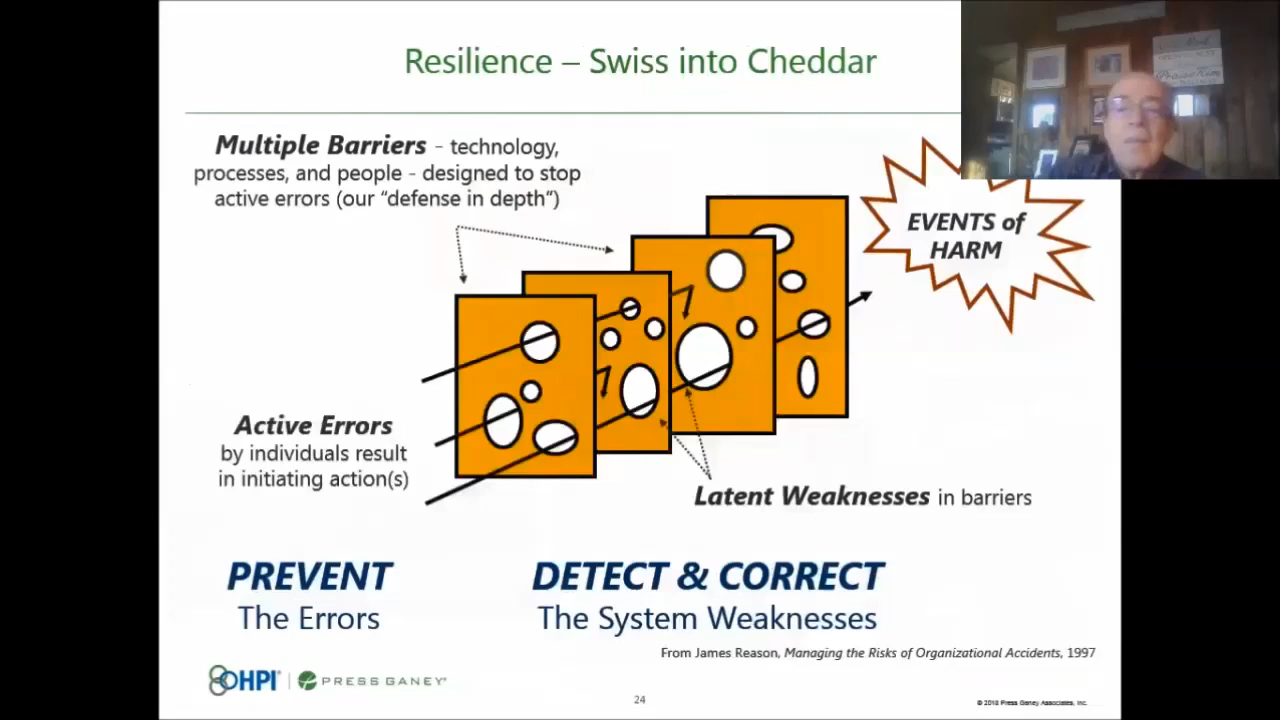 Resilience – Swiss into Cheddar
Multiple Barriers - technology,
processes, and people - designed to stop
active errors (our “defense in depth”)
EVENTS of
HARM
Active Errors
by individuals result
in initiating action(s)
Latent Weaknesses in barriers
PREVENT
The Errors
DETECT & CORRECT
The System Weaknesses
From James Reason, Managing the Risks of Organizational Accidents, 1997
HPI
PRESS GANEY
24
© 2018 Press Ganey Associates, Inc.